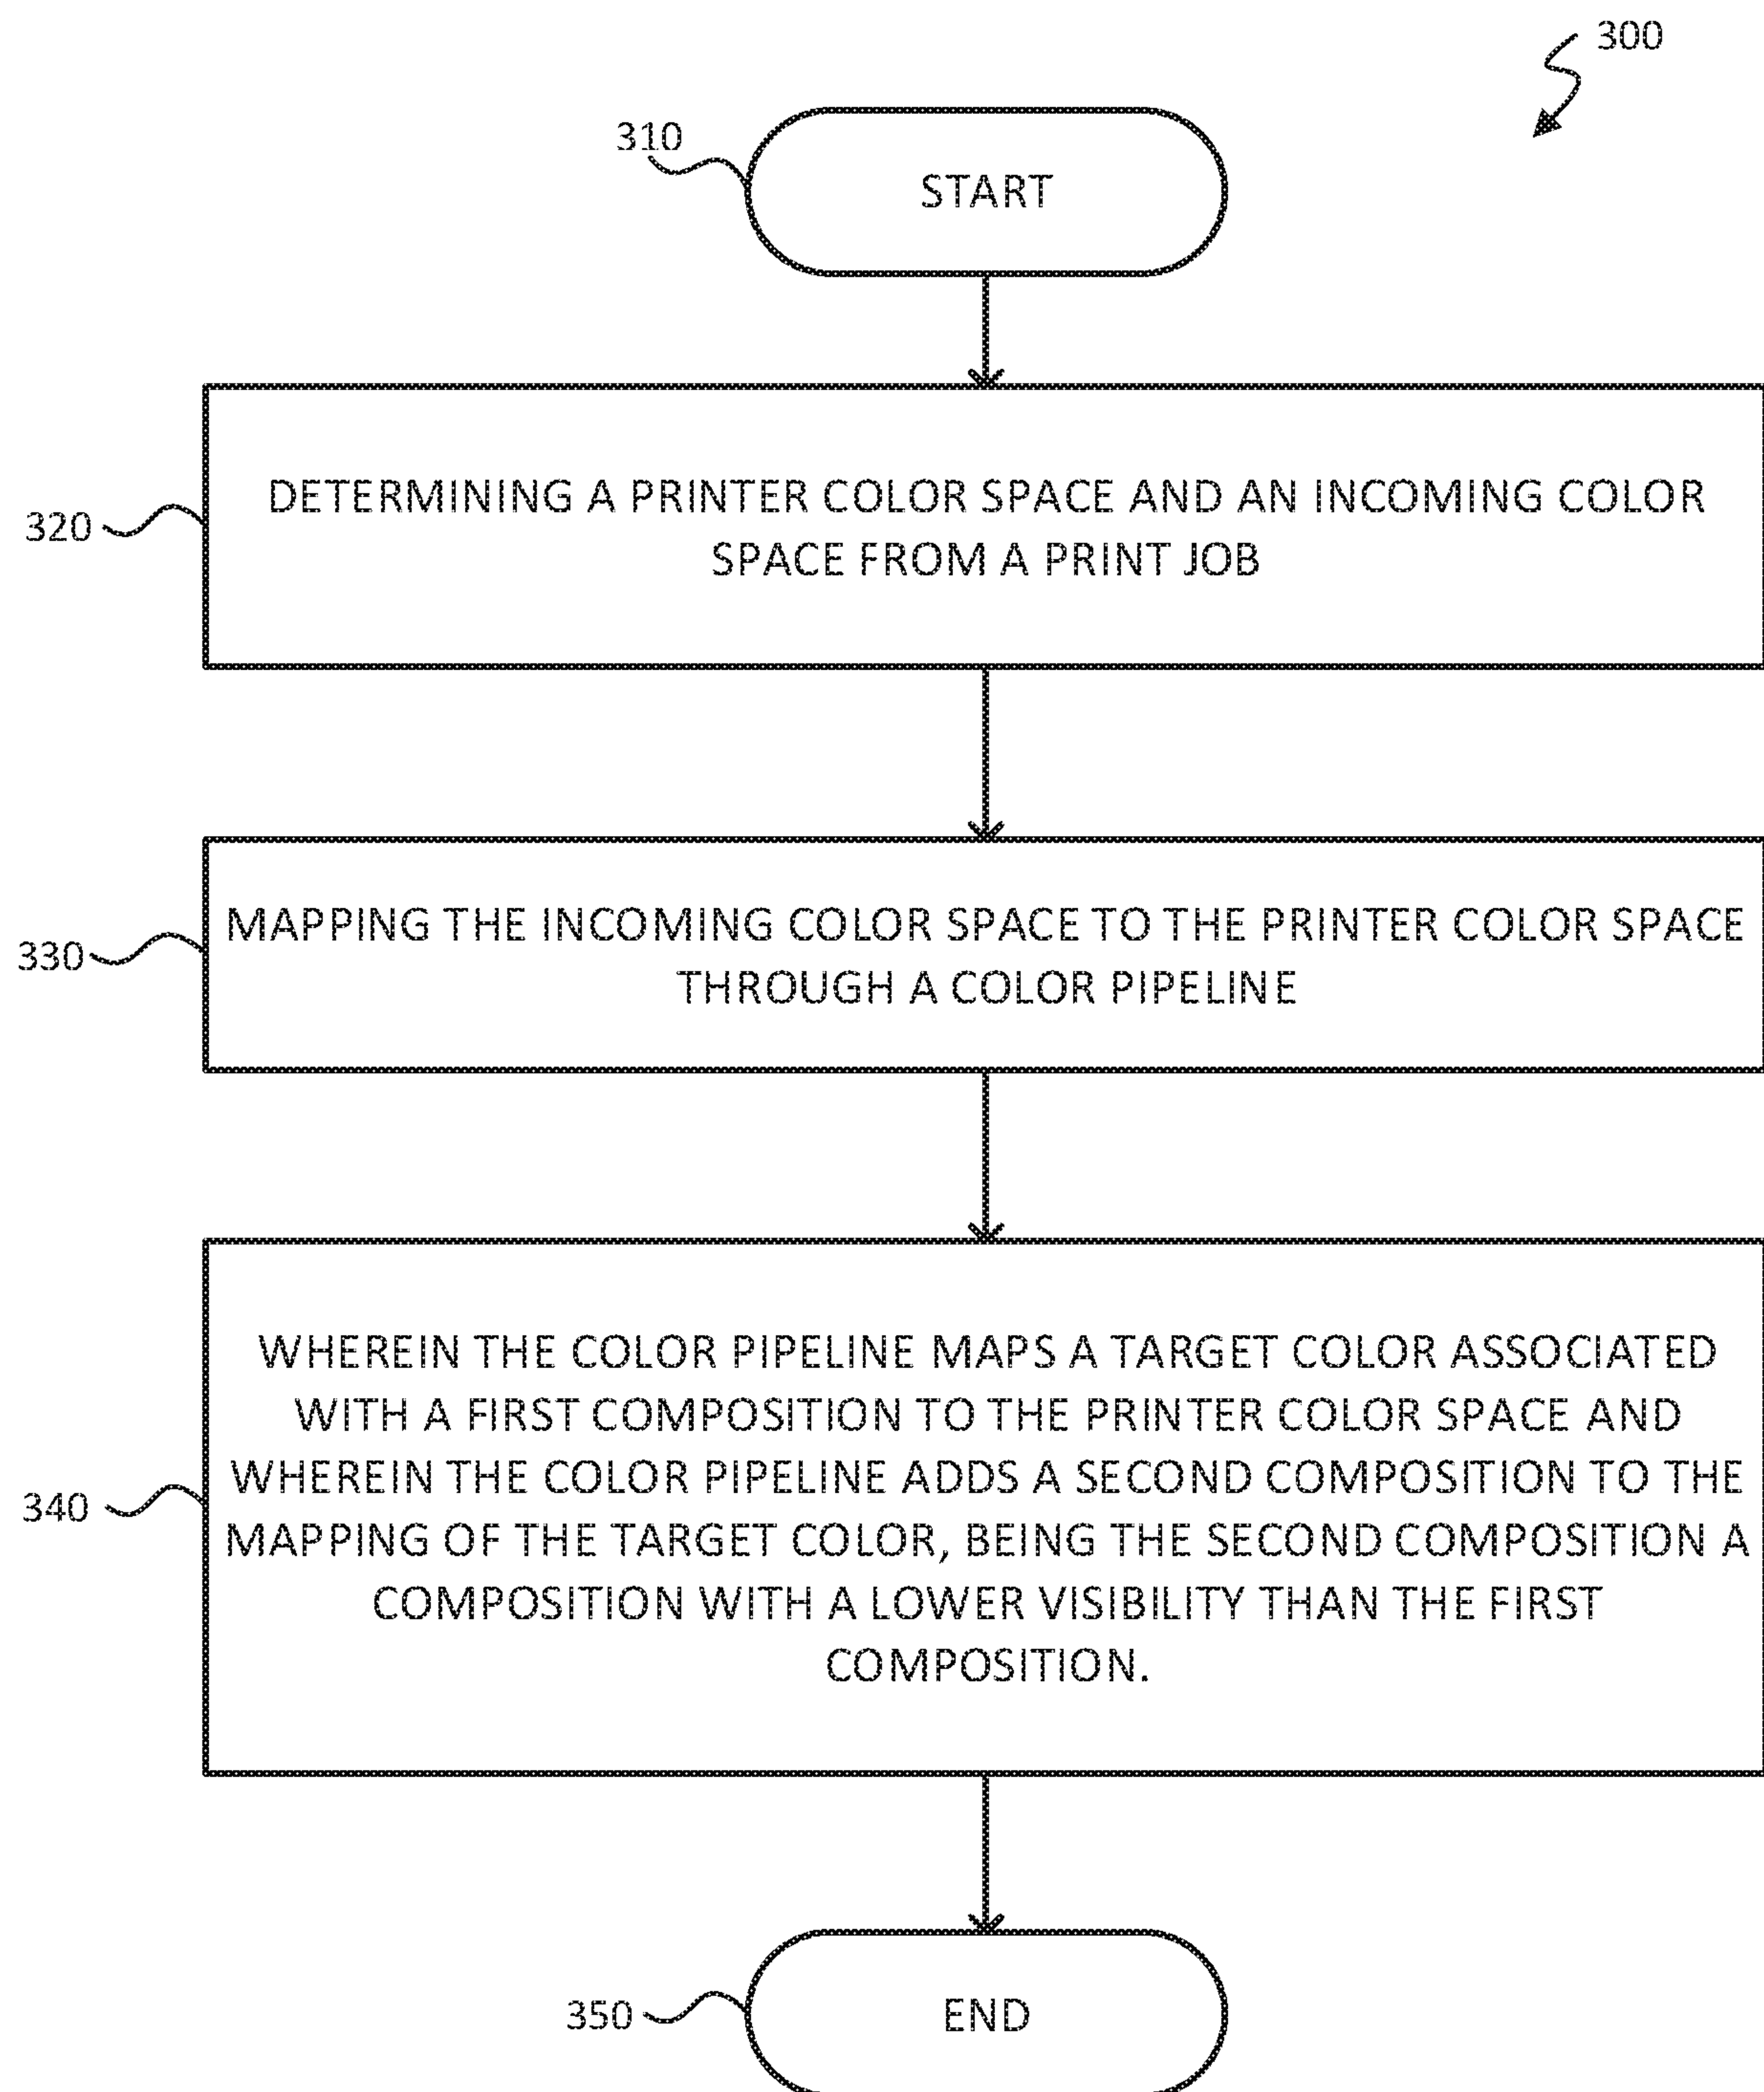 300
310
START
320
DETERMINING A PRINTER COLOR SPACE AND AN INCOMING COLOR
SPACE FROM A PRINT JOB
330
MAPPING THE INCOMING COLOR SPACE TO THE PRINTER COLOR SPACE
THROUGH A COLOR PIPELINE
340
WHEREIN THE COLOR PIPELINE MAPS A TARGET COLOR ASSOCIATED
WITH A FIRST COMPOSITION TO THE PRINTER COLOR SPACE AND
WHEREIN THE COLOR PIPELINE ADDS A SECOND COMPOSITION TO THE
MAPPING OF THE TARGET COLOR, BEING THE SECOND COMPOSITION A
COMPOSITION WITH A LOWER VISIBILITY THAN THE FIRST
COMPOSITION.
350
END